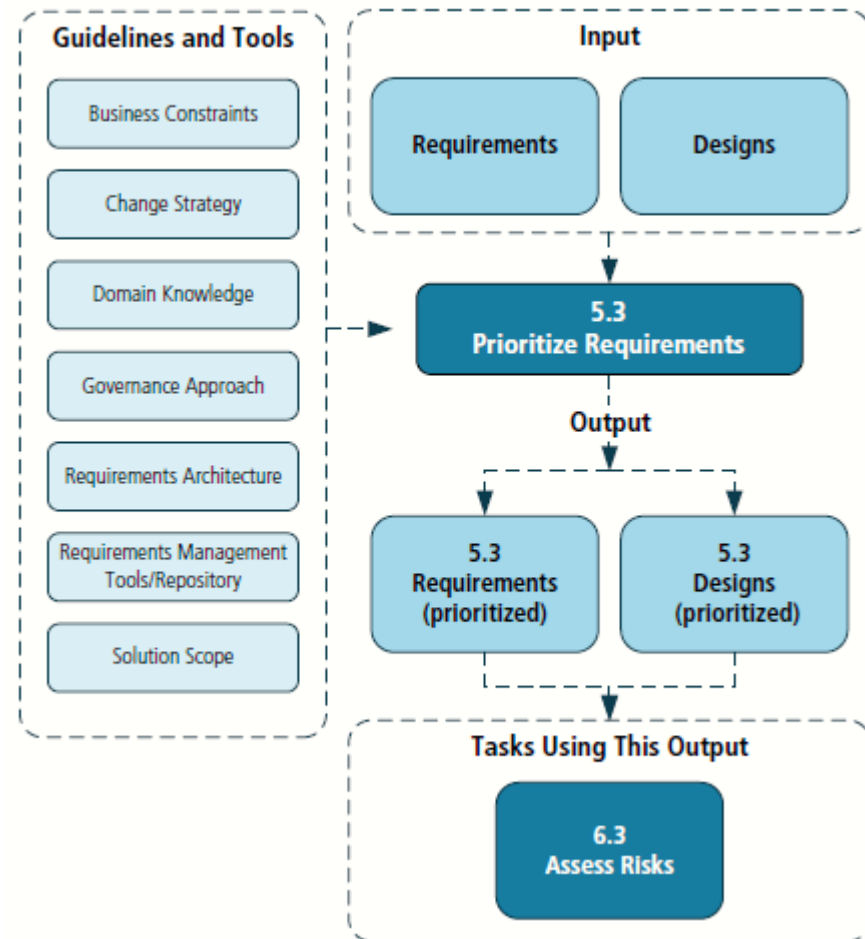 Guidelines and Tools
Business Constraints
Change Strategy
Domain Knowledge
Governance Approach
Requirements Architecture
Requirements Management
Tools/Repository
Solution Scope
Input
Requirements
Designs
5.3
Prioritize Requirements
Output
5.3
Requirements
(prioritized)
5.3
Designs
(prioritized)
Tasks Using This Output
6.3
Assess Risks